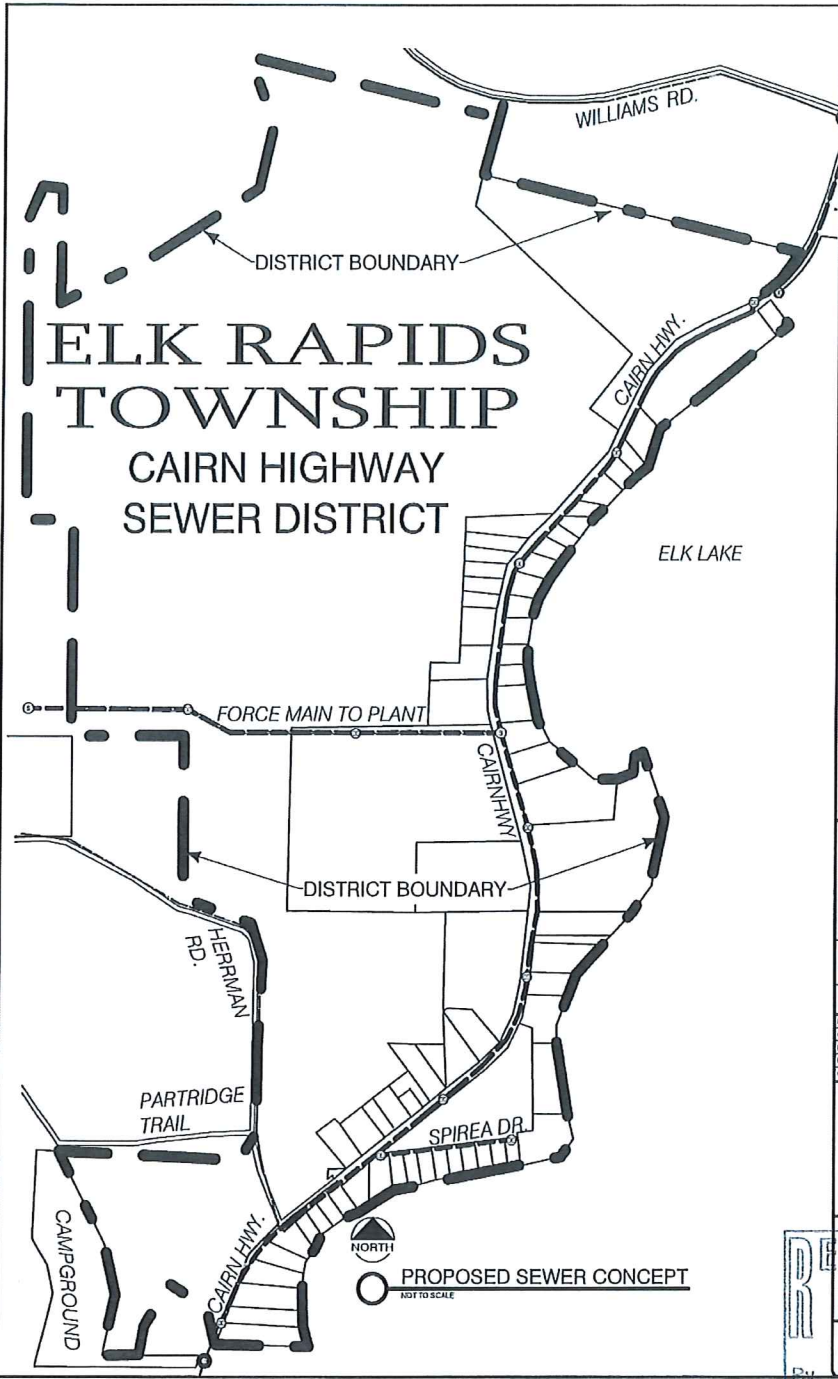 WILLIAMS RD.
DISTRICT BOUNDARY
ELK RAPIDS
TOWNSHIP
CAIRN HIGHWAY
SEWER DISTRICT
CAIRN HWY.
ELK LAKE
FORCE MAIN TO PLANT
CAIRNHWY
DISTRICT BOUNDARY
HERRMAN
RD.
PARTRIDGE
TRAIL
SPIREA DR.
CAMPGROUND
CAIRN HWY.
NORTH
PROPOSED SEWER CONCEPT
NOT TO SCALE